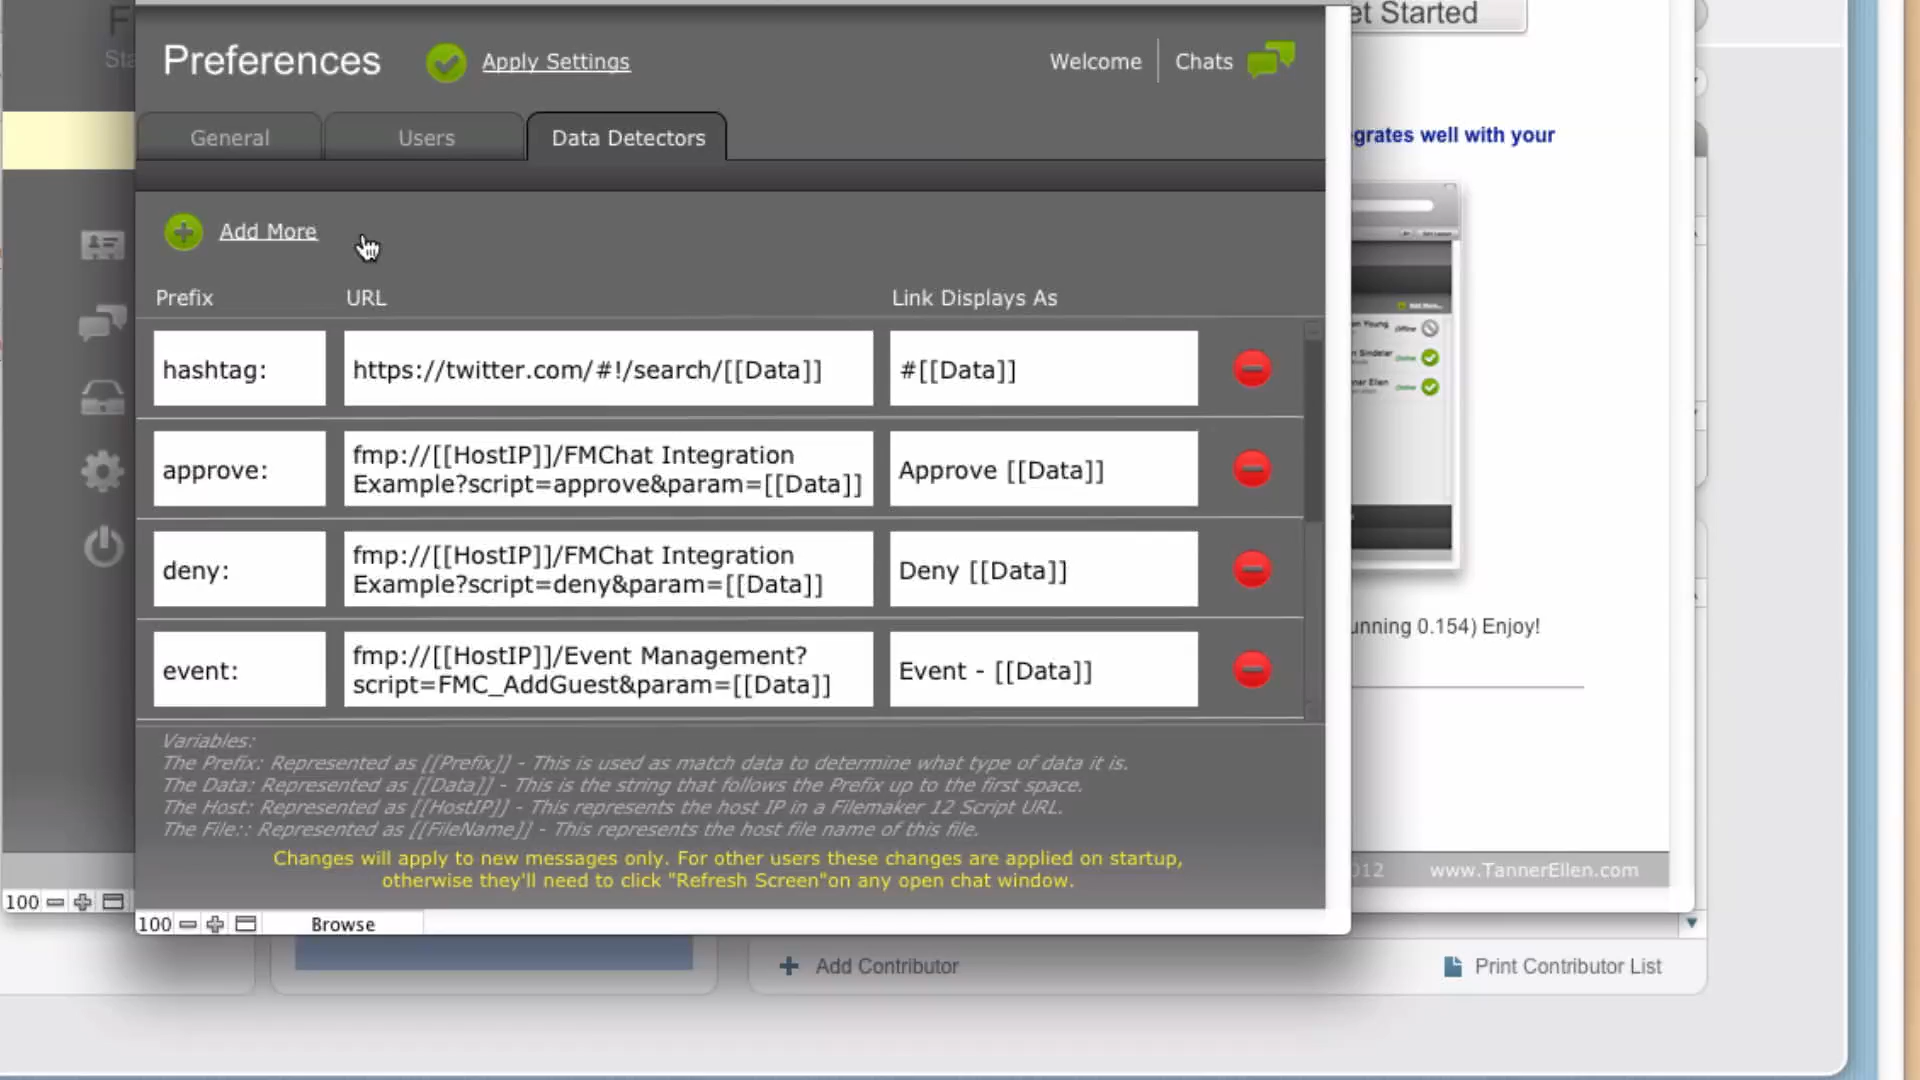 Preferences
Apply Settings
Welcome
Chats
et Started
General
Users
Data Detectors
grates well with your
Add More
Prefix
URL
Link Displays As
hashtag:
https://twitter.com/#!/search/[[Data]]
#[[Data]]
approve:
fmp://[[HostIP]]/FMChat Integration
Example?script=approve&param=[[Data]]
Approve [[Data]]
deny:
fmp://[[HostIP]]/FMChat Integration
Example?script=deny&param=[[Data]]
Deny [[Data]]
event:
fmp://[[HostIP]]/Event Management?
script=FMC_AddGuest&param=[[Data]]
Event - [[Data]]
unning 0.154) Enjoy!
Variables:
The Prefix: Represented as [[Prefix]] - This is used as match data to determine what type of data it is.
The Data: Represented as [[Data]] - This is the string that follows the Prefix up to the first space.
The Host: Represented as [[HostIP]] - This represents the host IP in a Filemaker 12 Script URL.
The File:: Represented as [[FileName]] - This represents the host file name of this file.
Changes will apply to new messages only. For other users these changes are applied on startup,
otherwise they'll need to click "Refresh Screen"on any open chat window.
012
www.TannerEllen.com
100
100
Browse
Add Contributor
Print Contributor List